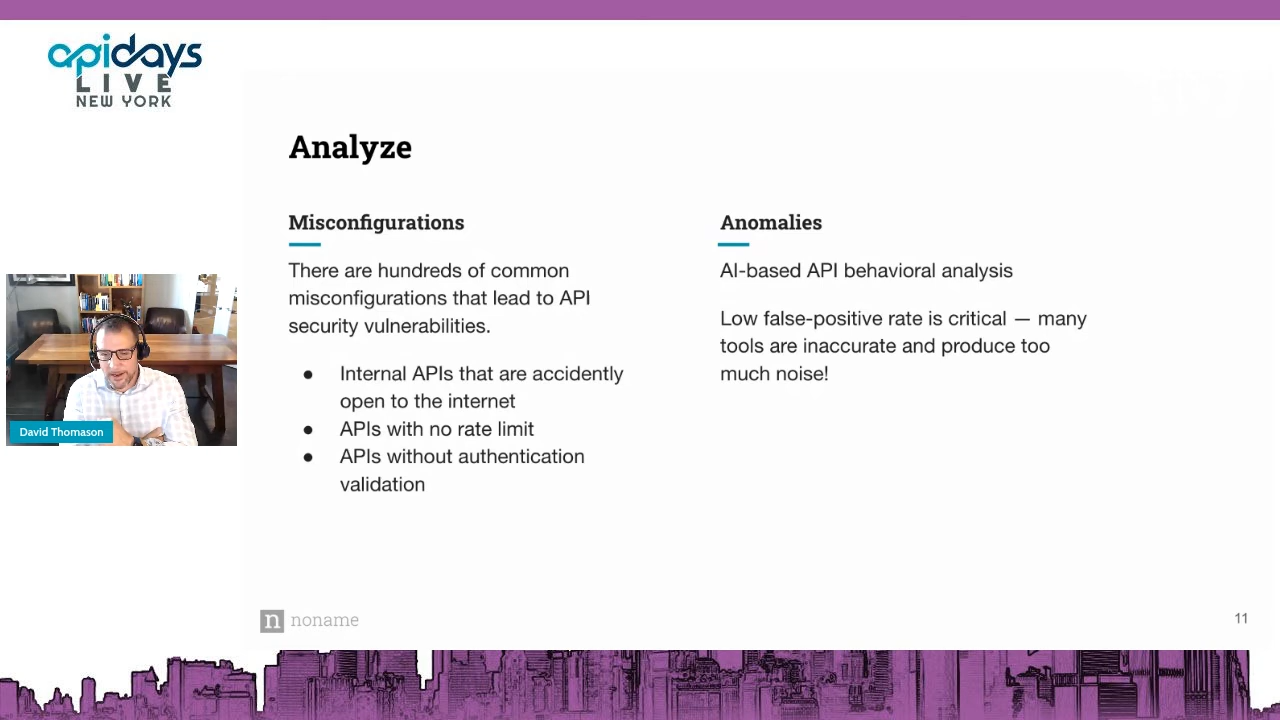 apidays
LIVE
NEW YORK
Analyze
Misconfigurations
There are hundreds of common
misconfigurations that lead to API
security vulnerabilities.
● Internal APIs that are accidently
open to the internet
● APIs with no rate limit
● APIs without authentication
validation
Anomalies
AI-based API behavioral analysis
Low false-positive rate is critical — many
tools are inaccurate and produce too
much noise!
David Thomason
n noname
11